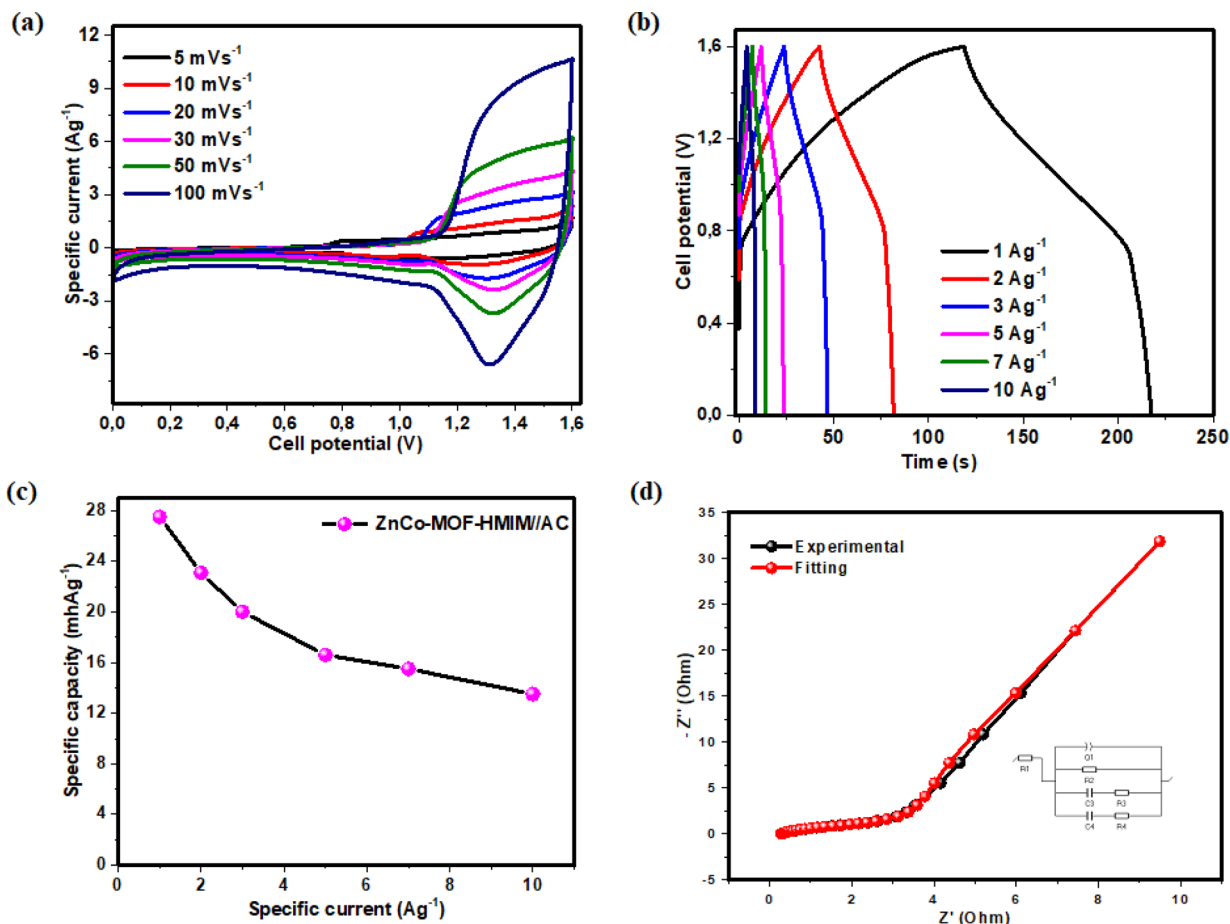 (a)
Specific current (Ag-1)
12
9
6
3
0
-3
-6
5 mVs-1
10 mVs-1
20 mVs-1
30 mVs-1
50 mVs-1
100 mVs-1
0,0 0,2 0,4 0,6 0,8 1,0 1,2 1,4 1,6
Cell potential (V)
(b)
Cell potential (V)
1,6
1,2
0,8
0,4
0,0
1 Ag-1
2 Ag-1
3 Ag-1
5 Ag-1
7 Ag-1
10 Ag-1
0 50 100 150 200 250
Time (s)
(c)
Specific capacity (mhAg-1)
28
24
20
16
12
8
4
0
ZnCo-MOF-HMIM//AC
0 2 4 6 8 10
Specific current (Ag-1)
(d)
- Z'' (Ohm)
35
30
25
20
15
10
5
0
-5
Experimental
Fitting
R1
Q1
R2
C3 R3
C4 R4
0 2 4 6 8 10
Z' (Ohm)